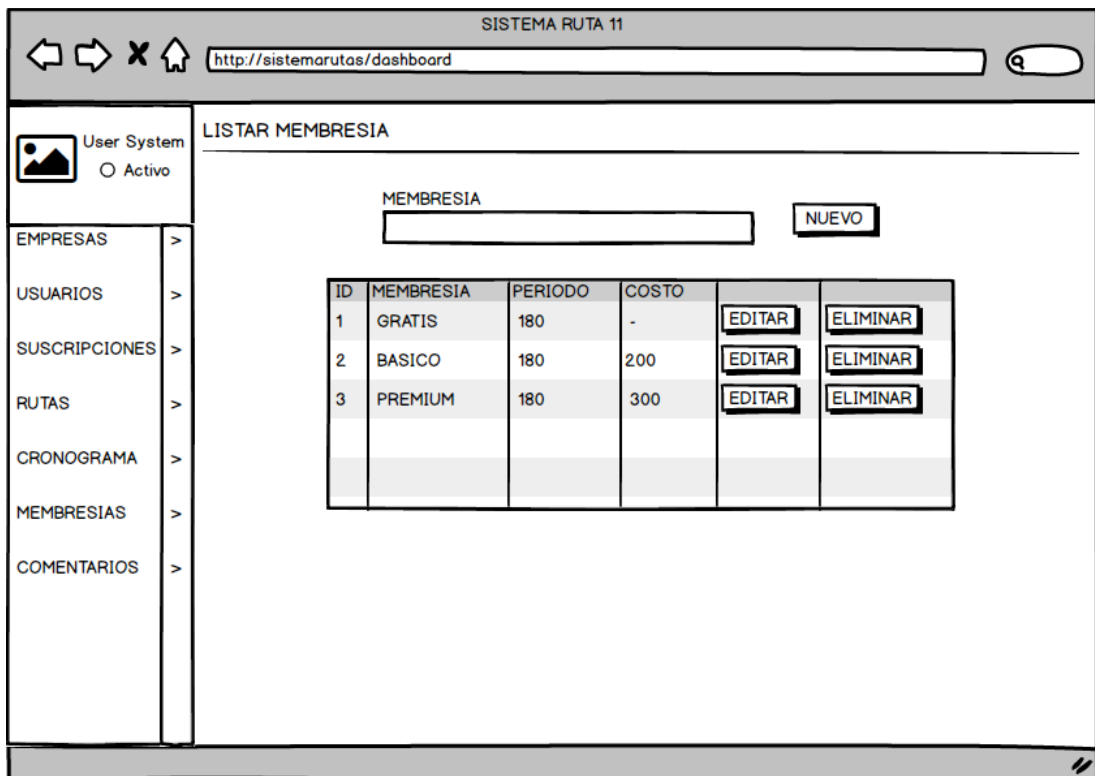 SISTEMA RUTA 11
http://sistemarutas/dashboard
User System
Activo
EMPRESAS >
USUARIOS >
SUSCRIPCIONES >
RUTAS >
CRONOGRAMA >
MEMBRESIAS >
COMENTARIOS >
LISTAR MEMBRESIA
MEMBRESIA
NUEVO
ID MEMBRESIA PERIODO COSTO
1 GRATIS 180 - EDITAR ELIMINAR
2 BASICO 180 200 EDITAR ELIMINAR
3 PREMIUM 180 300 EDITAR ELIMINAR